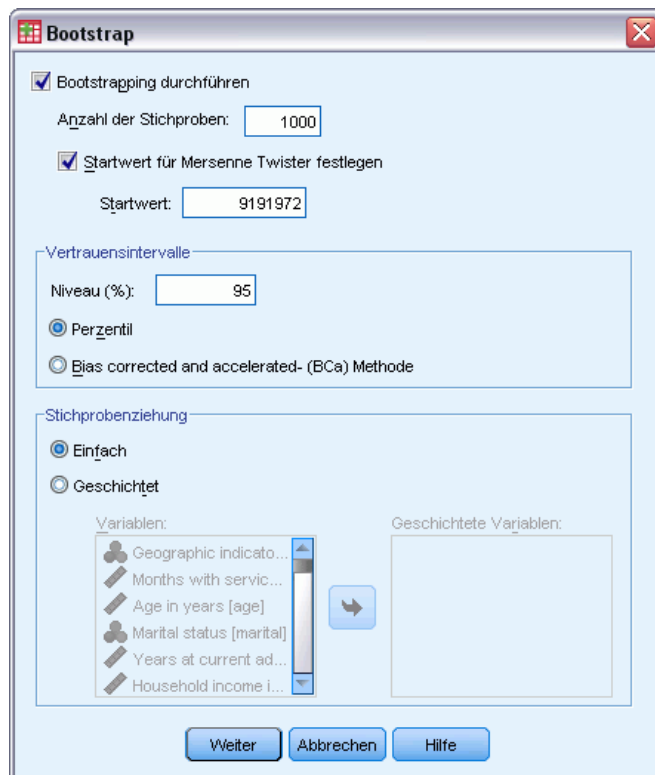 Bootstrap
Bootstrapping durchführen
Anzahl der Stichproben: 1000
Startwert für Mersenne Twister festlegen
Startwert: 9191972
Vertrauensintervalle
Niveau (%): 95
Perzentil
Bias corrected and accelerated- (BCa) Methode
Stichprobenziehung
Einfach
Geschichtet
Variablen:
Geographic indicato...
Months with servic...
Age in years [age]
Marital status [marital]
Years at current ad...
Household income i...
Geschichtete Variablen:
Weiter Abbrechen Hilfe